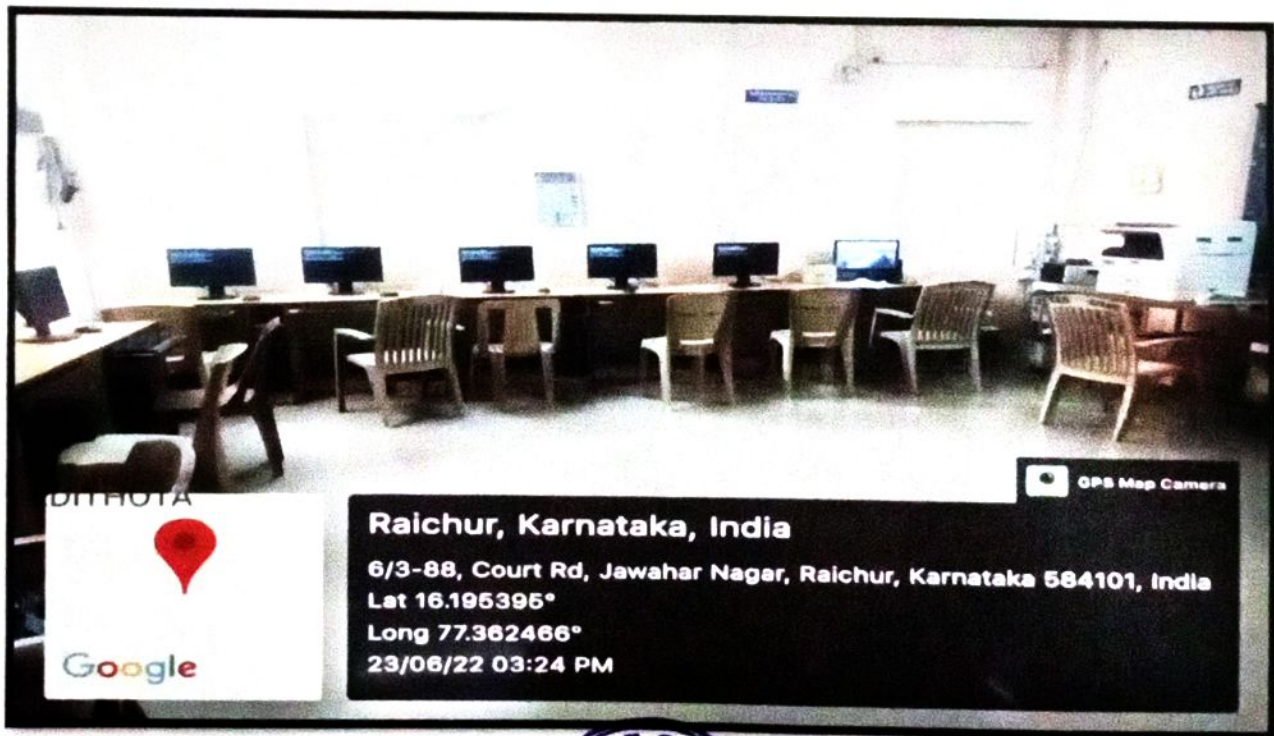 GPS Map Camera
DITHOTA
Google
Raichur, Karnataka, India
6/3-88, Court Rd, Jawahar Nagar, Raichur, Karnataka 584101, India
Lat 16.195395°
Long 77.362466°
23/06/22 03:24 PM